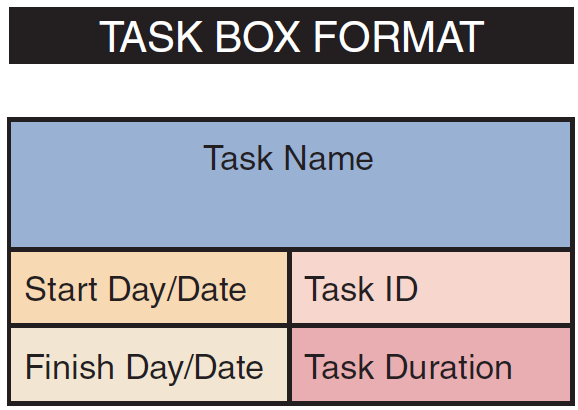 TASK BOX FORMAT
Task Name
Start Day/Date
Task ID
Finish Day/Date
Task Duration